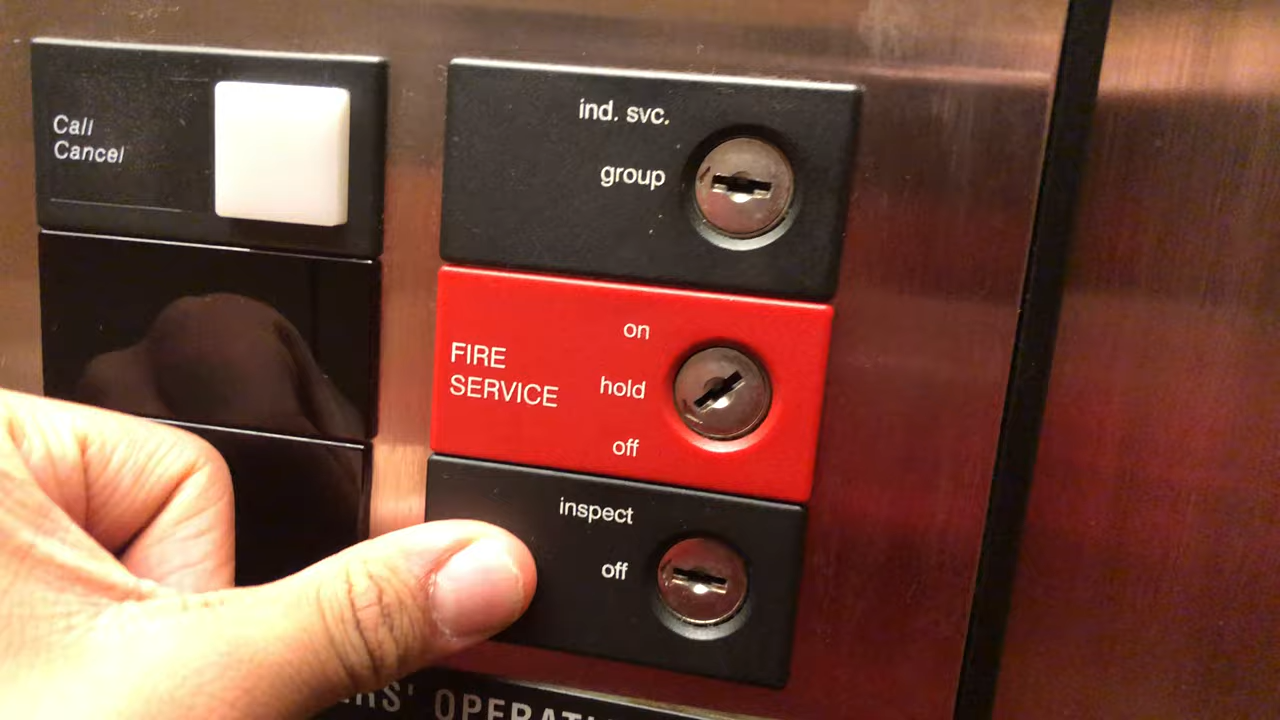 Call
Cancel
ind. svc.
group
FIRE
SERVICE
on
hold
off
inspect
off